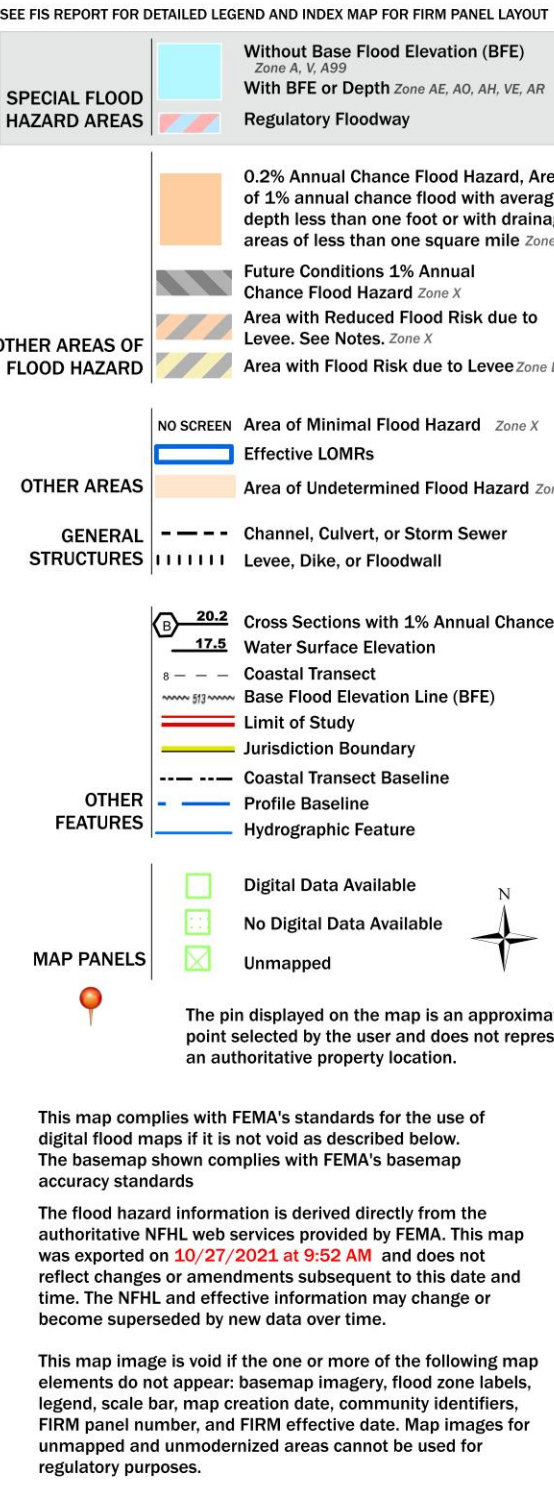 SEE FIS REPORT FOR DETAILED LEGEND AND INDEX MAP FOR FIRM PANEL LAYOUT
SPECIAL FLOOD
HAZARD AREAS
Without Base Flood Elevation (BFE)
Zone A, V, A99
With BFE or Depth Zone AE, AO, AH, VE, AR
Regulatory Floodway
OTHER AREAS OF
FLOOD HAZARD
0.2% Annual Chance Flood Hazard, Are
of 1% annual chance flood with averag
depth less than one foot or with draina
areas of less than one square mile Zone
Future Conditions 1% Annual
Chance Flood Hazard Zone X
Area with Reduced Flood Risk due to
Levee. See Notes. Zone X
Area with Flood Risk due to Levee Zone
OTHER AREAS
NO SCREEN Area of Minimal Flood Hazard Zone X
Effective LOMRs
Area of Undetermined Flood Hazard Zo
GENERAL
STRUCTURES
Channel, Culvert, or Storm Sewer
Levee, Dike, or Floodwall
OTHER
FEATURES
B 20.2 Cross Sections with 1% Annual Chance
17.5 Water Surface Elevation
8 Coastal Transect
513 Base Flood Elevation Line (BFE)
Limit of Study
Jurisdiction Boundary
Coastal Transect Baseline
Profile Baseline
Hydrographic Feature
MAP PANELS
Digital Data Available
No Digital Data Available
Unmapped
N
The pin displayed on the map is an approxima
point selected by the user and does not repres
an authoritative property location.
This map complies with FEMA's standards for the use of
digital flood maps if it is not void as described below.
The basemap shown complies with FEMA's basemap
accuracy standards
The flood hazard information is derived directly from the
authoritative NFHL web services provided by FEMA. This map
was exported on 10/27/2021 at 9:52 AM and does not
reflect changes or amendments subsequent to this date and
time. The NFHL and effective information may change or
become superseded by new data over time.
This map image is void if the one or more of the following map
elements do not appear: basemap imagery, flood zone labels,
legend, scale bar, map creation date, community identifiers,
FIRM panel number, and FIRM effective date. Map images for
unmapped and unmodernized areas cannot be used for
regulatory purposes.